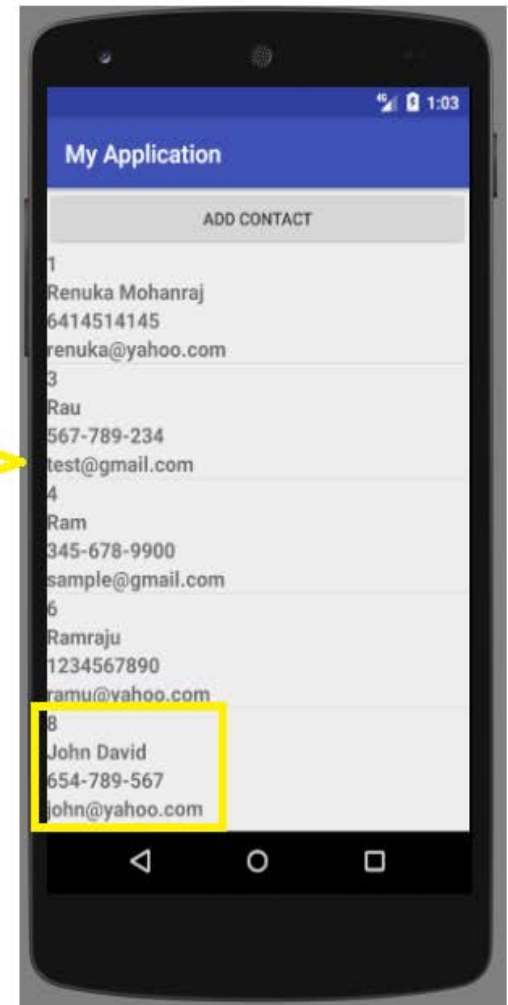 4G 1:03
My Application
ADD CONTACT
1
Renuka Mohanraj
6414514145
renuka@yahoo.com
3
Rau
567-789-234
test@gmail.com
4
Ram
345-678-9900
sample@gmail.com
6
Ramraju
1234567890
ramu@yahoo.com
8
John David
654-789-567
john@yahoo.com